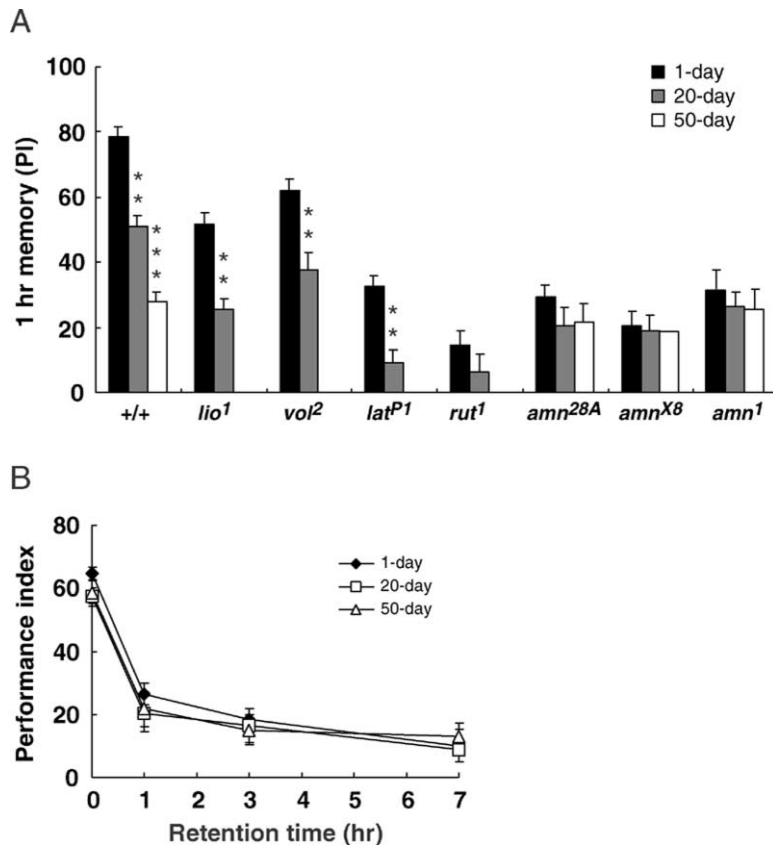 A
1 hr memory (PI)
100
80
60
40
20
0
1-day
20-day
50-day
**
***
**
**
**
+/+ lio¹ vol² latᴾ¹ rut¹ amn²⁸ᴬ amnˣ⁸ amn¹
B
Performance index
80
60
40
20
0
1-day
20-day
50-day
0 1 2 3 4 5 6 7
Retention time (hr)